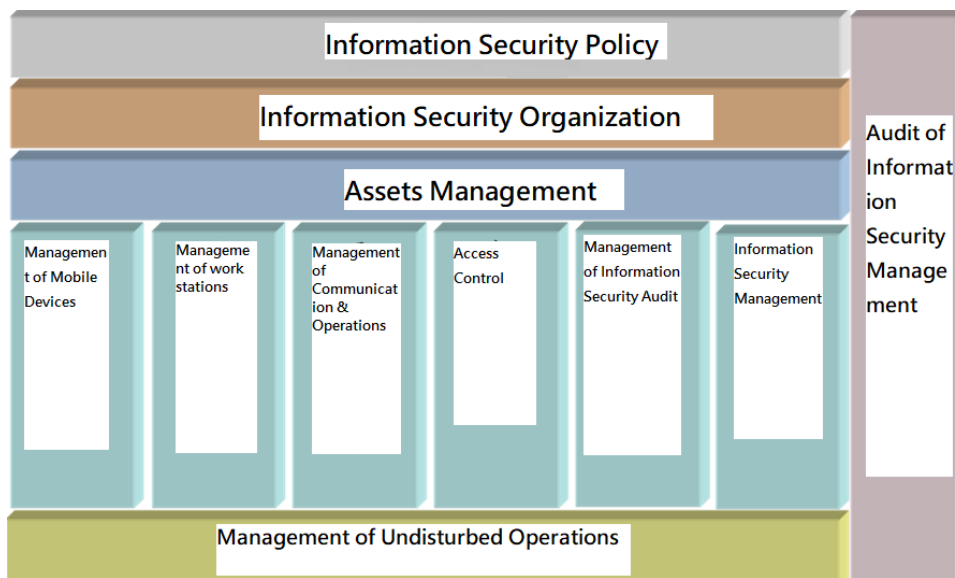 Information Security Policy
Information Security Organization
Assets Management
Managemen
t of Mobile
Devices
Manageme
nt of work
stations
Management
of
Communicat
ion &
Operations
Access
Control
Management
of Information
Security Audit
Information
Security
Management
Management of Undisturbed Operations
Audit of
Informat
ion
Security
Manage
ment